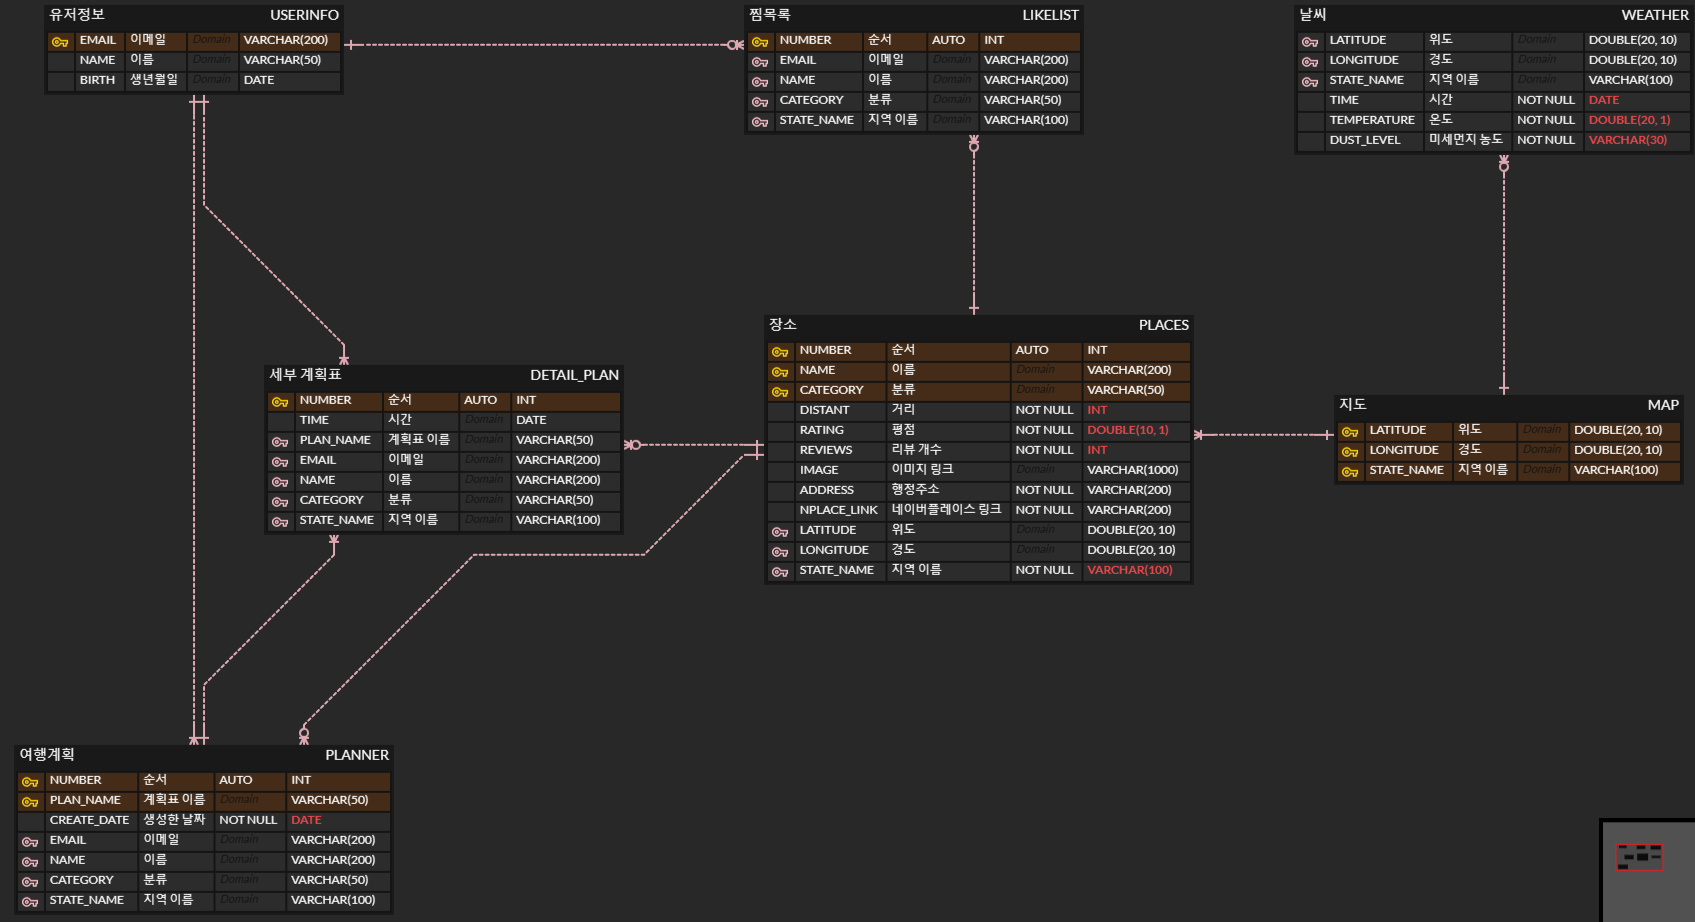 유저정보 USERINFO
EMAIL 이메일 Domain VARCHAR(200)
NAME 이름 Domain VARCHAR(50)
BIRTH 생년월일 Domain DATE
찜목록 LIKELIST
NUMBER 순서 AUTO INT
EMAIL 이메일 Domain VARCHAR(200)
NAME 이름 Domain VARCHAR(200)
CATEGORY 분류 Domain VARCHAR(50)
STATE_NAME 지역 이름 Domain VARCHAR(100)
날씨 WEATHER
LATITUDE 위도 Domain DOUBLE(20, 10)
LONGITUDE 경도 Domain DOUBLE(20, 10)
STATE_NAME 지역 이름 Domain VARCHAR(100)
TIME 시간 NOT NULL DATE
TEMPERATURE 온도 NOT NULL DOUBLE(20, 1)
DUST_LEVEL 미세먼지 농도 NOT NULL VARCHAR(30)
세부 계획표 DETAIL_PLAN
NUMBER 순서 AUTO INT
TIME 시간 Domain DATE
PLAN_NAME 계획표 이름 Domain VARCHAR(50)
EMAIL 이메일 Domain VARCHAR(200)
NAME 이름 Domain VARCHAR(200)
CATEGORY 분류 Domain VARCHAR(50)
STATE_NAME 지역 이름 Domain VARCHAR(100)
장소 PLACES
NUMBER 순서 AUTO INT
NAME 이름 Domain VARCHAR(200)
CATEGORY 분류 Domain VARCHAR(50)
DISTANT 거리 NOT NULL INT
RATING 평점 NOT NULL DOUBLE(10, 1)
REVIEWS 리뷰 개수 NOT NULL INT
IMAGE 이미지 링크 Domain VARCHAR(1000)
ADDRESS 행정주소 NOT NULL VARCHAR(200)
NPLACE_LINK 네이버플레이스 링크 NOT NULL VARCHAR(200)
LATITUDE 위도 Domain DOUBLE(20, 10)
LONGITUDE 경도 Domain DOUBLE(20, 10)
STATE_NAME 지역 이름 NOT NULL VARCHAR(100)
지도 MAP
LATITUDE 위도 Domain DOUBLE(20, 10)
LONGITUDE 경도 Domain DOUBLE(20, 10)
STATE_NAME 지역 이름 Domain VARCHAR(100)
여행계획 PLANNER
NUMBER 순서 AUTO INT
PLAN_NAME 계획표 이름 Domain VARCHAR(50)
CREATE_DATE 생성한 날짜 NOT NULL DATE
EMAIL 이메일 Domain VARCHAR(200)
NAME 이름 Domain VARCHAR(200)
CATEGORY 분류 Domain VARCHAR(50)
STATE_NAME 지역 이름 Domain VARCHAR(100)